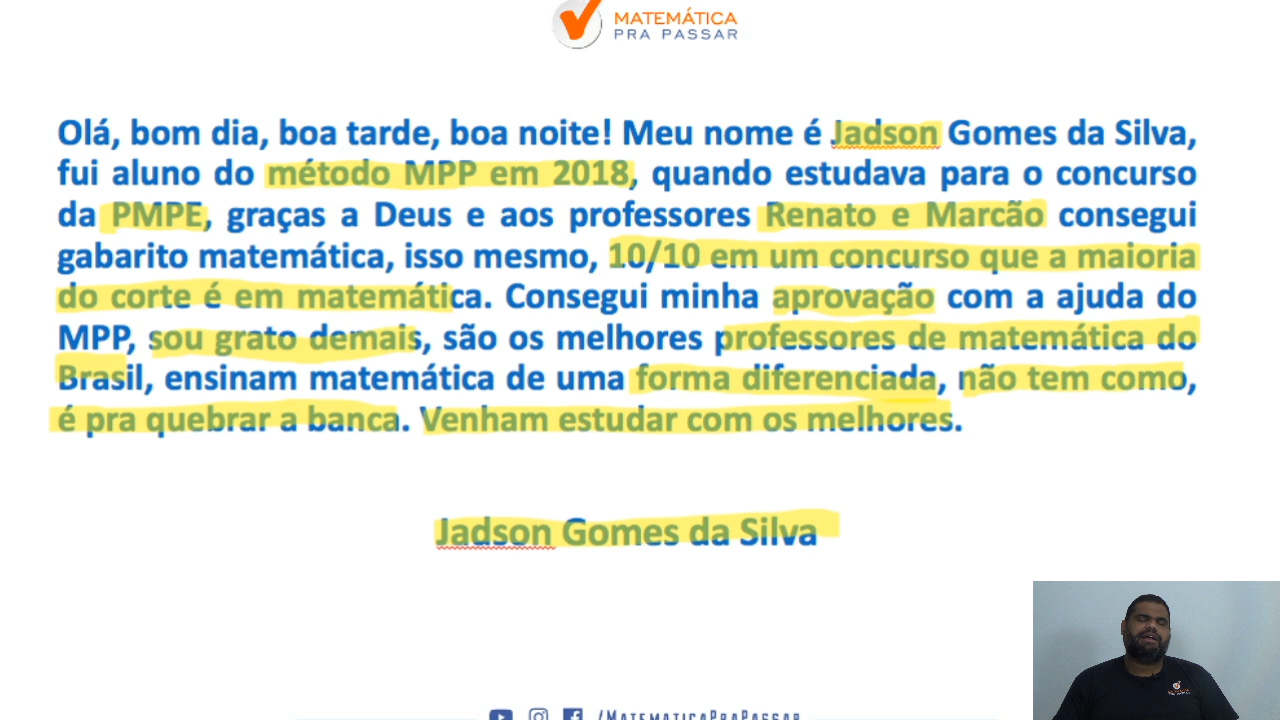 MATEMÁTICA
PRA PASSAR
Olá, bom dia, boa tarde, boa noite! Meu nome é Jadson Gomes da Silva,
fui aluno do método MPP em 2018, quando estudava para o concurso
da PMPE, graças a Deus e aos professores Renato e Marcão consegui
gabarito matemática, isso mesmo, 10/10 em um concurso que a maioria
do corte é em matemática. Consegui minha aprovação com a ajuda do
MPP, sou grato demais, são os melhores professores de matemática do
Brasil, ensinam matemática de uma forma diferenciada, não tem como,
é pra quebrar a banca. Venham estudar com os melhores.
Jadson Gomes da Silva
/MATEMATICAPRAPASSAR